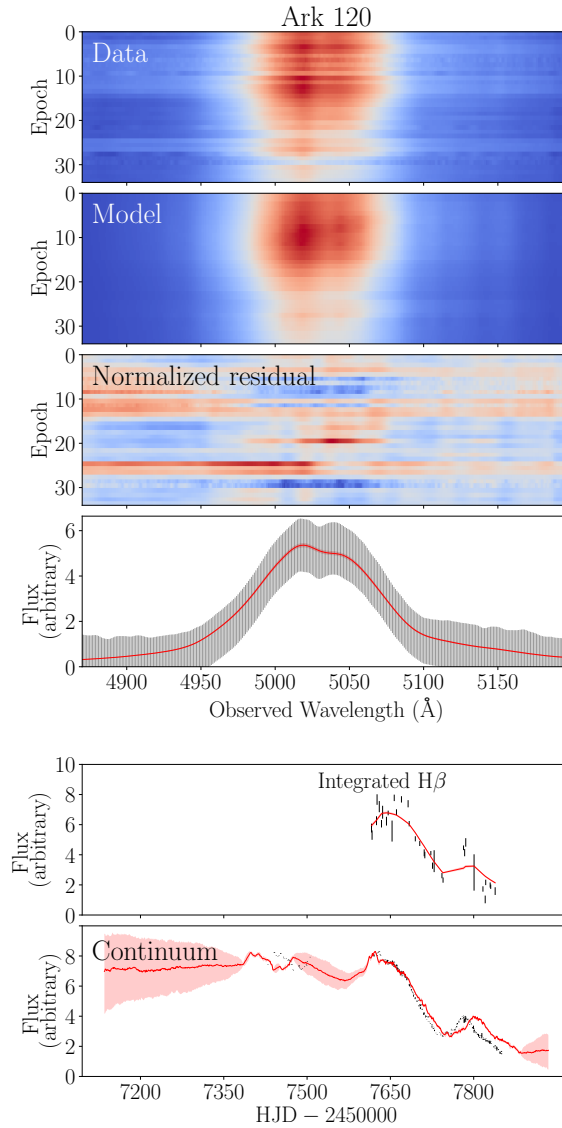 Ark 120
Data
Epoch
0
10
20
30
Model
Epoch
0
10
20
30
Normalized residual
Epoch
0
10
20
30
Flux
(arbitrary)
6
4
2
0
4900 4950 5000 5050 5100 5150
Observed Wavelength (Å)
Integrated Hβ
Flux
(arbitrary)
10
8
6
4
2
0
Continuum
Flux
(arbitrary)
8
6
4
2
0
7200 7350 7500 7650 7800
HJD − 2450000